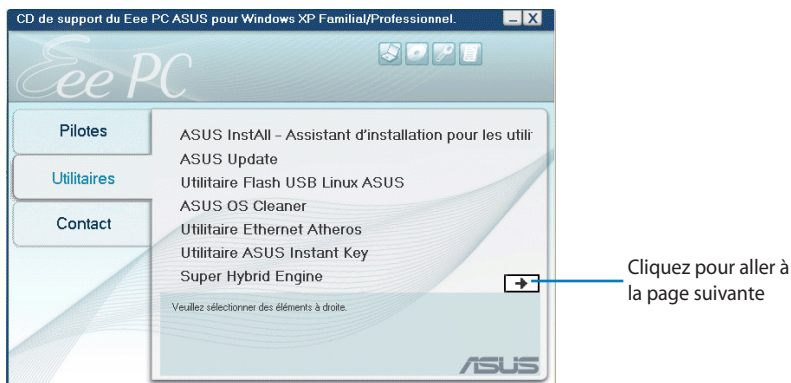 CD de support du Eee PC ASUS pour Windows XP Familial/Professionnel.
Eee PC
Pilotes
Utilitaires
Contact
ASUS InstAll - Assistant d'installation pour les utilit
ASUS Update
Utilitaire Flash USB Linux ASUS
ASUS OS Cleaner
Utilitaire Ethernet Atheros
Utilitaire ASUS Instant Key
Super Hybrid Engine
Veuillez sélectionner des éléments à droite.
ASUS
Cliquez pour aller à
la page suivante